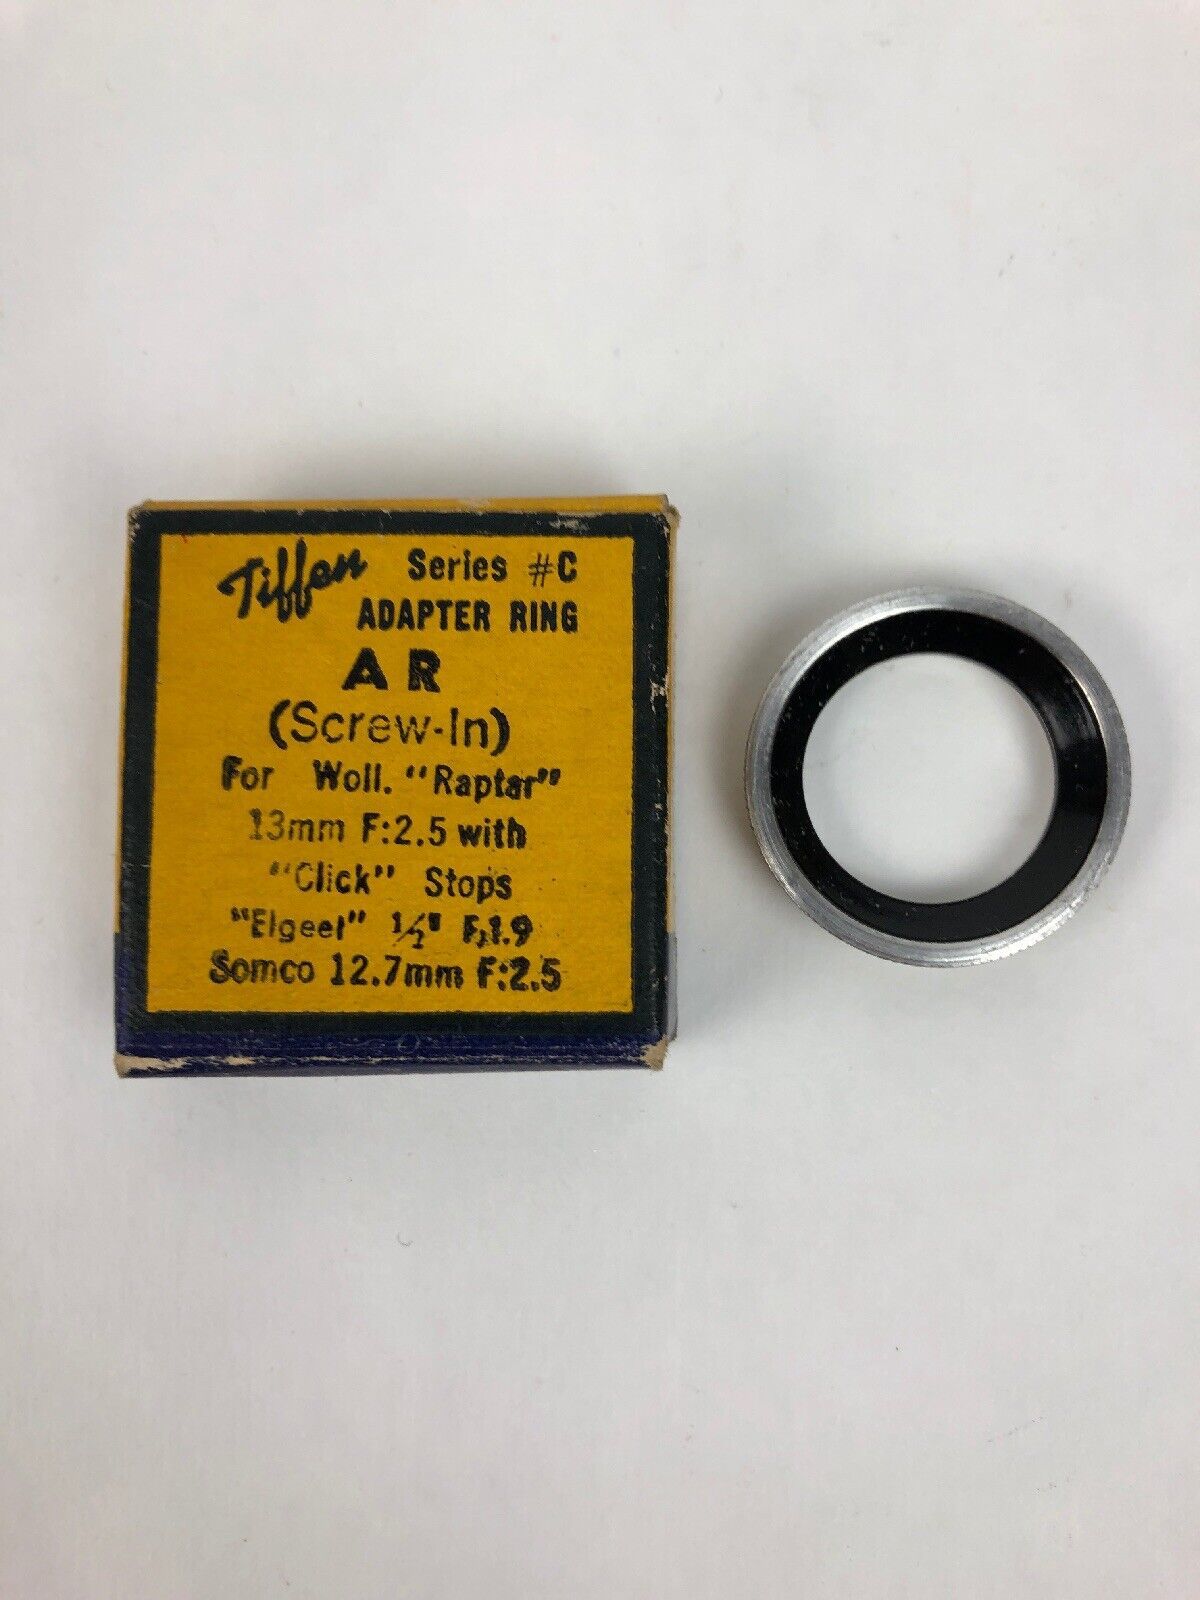 Tiffen Series #C
ADAPTER RING
AR
(Screw-In)
For Woll. "Raptar"
13mm F:2.5 with
"Click" Stops
"Elgeet" 1/2" F:1.9
Somco 12.7mm F:2.5